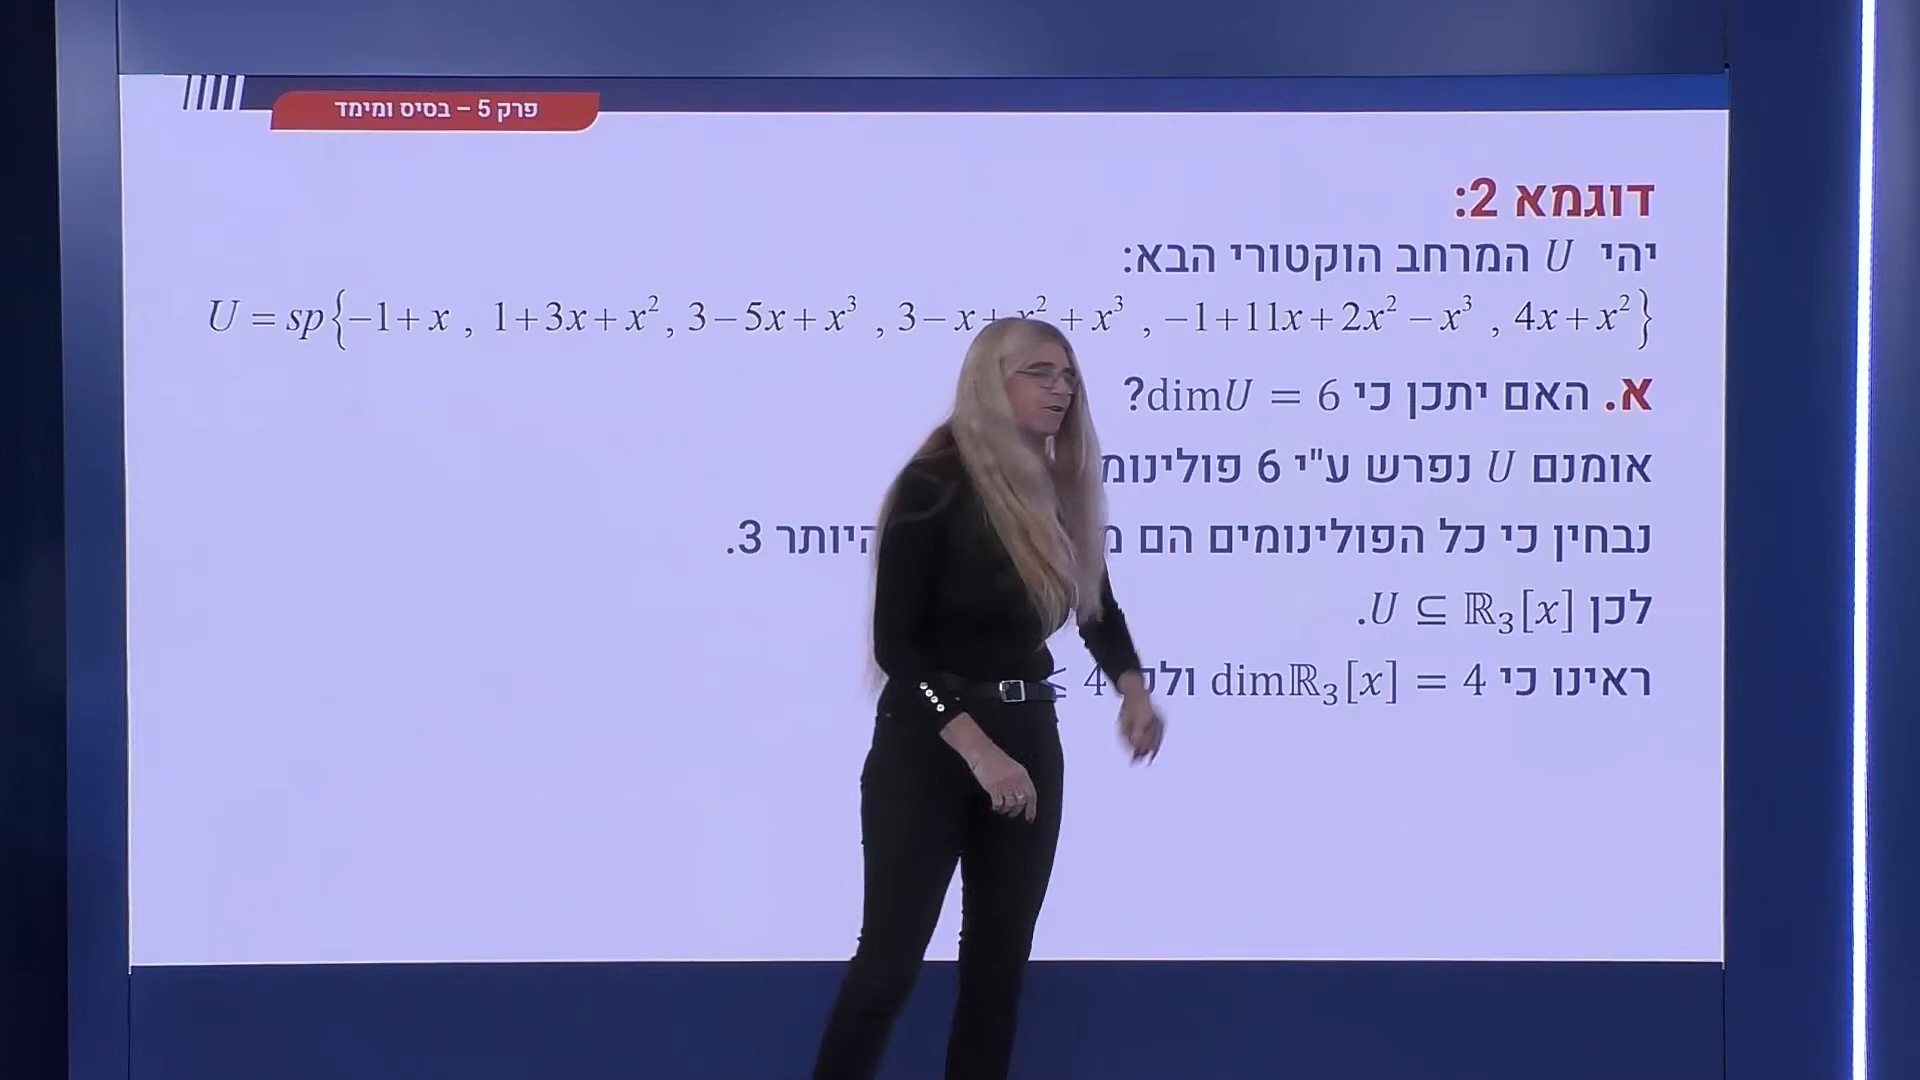 פרק 5 – בסיס ומימד
דוגמא 2:
יהי U המרחב הוקטורי הבא:
U = sp{−1+x , 1+3x+x², 3−5x+x³ , 3−x+x²+x³ , −1+11x+2x²−x³ , 4x+x²}
א. האם יתכן כי dimU = 6?
אומנם U נפרש ע"י 6
נבחין כי כל הפולינומים הם היותר 3.
לכן U ⊆ ℝ₃[x].
ראינו כי dimℝ₃[x] = 4 ≤ 4